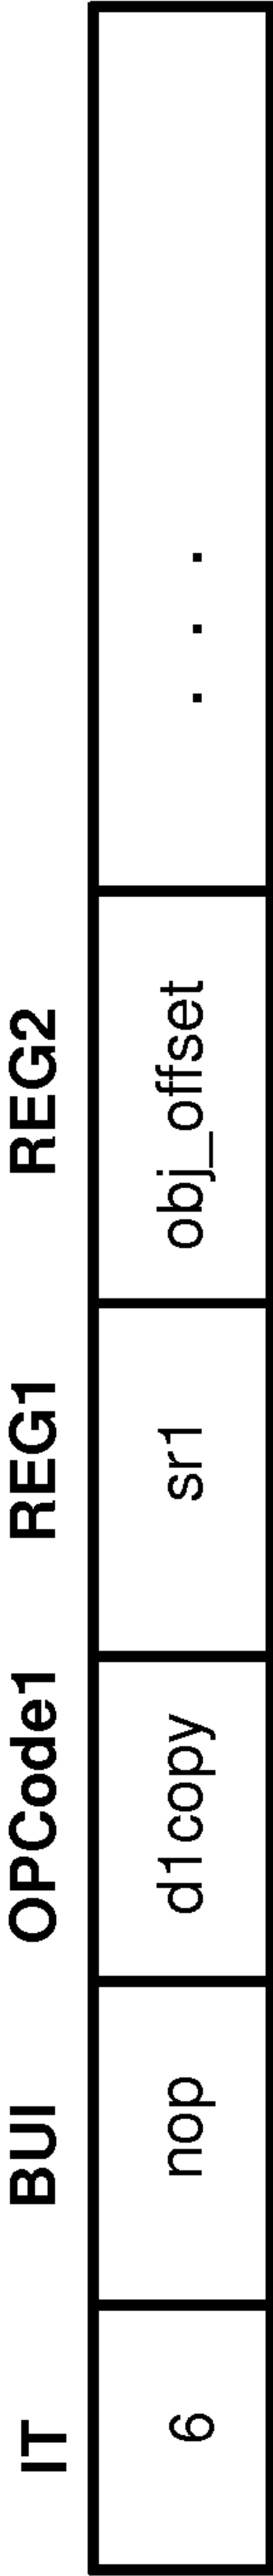 IT BUI OPCode1 REG1 REG2
6 nop d1copy sr1 obj_offset . . .